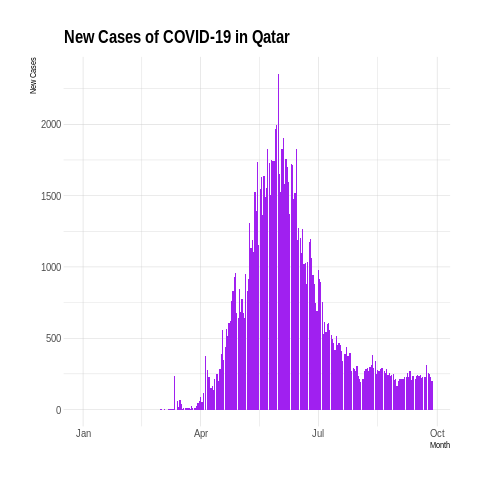 New Cases of COVID-19 in Qatar
New Cases
2000
1500
1000
500
0
Jan Apr Jul Oct
Month